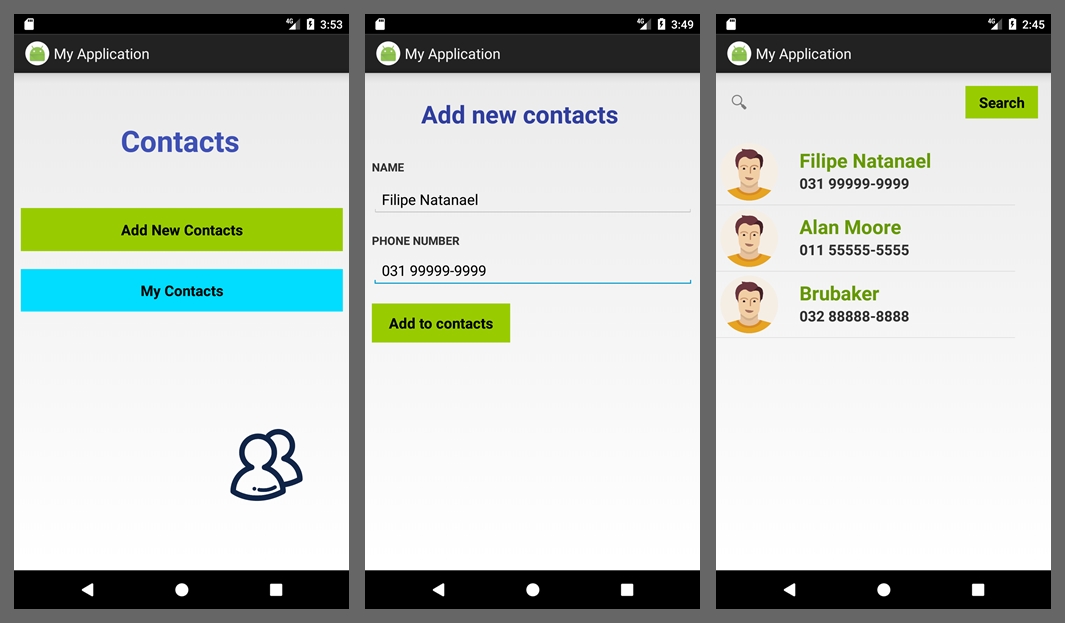 4G 3:53
My Application
Contacts
Add New Contacts
My Contacts
4G 3:49
My Application
Add new contacts
NAME
Filipe Natanael
PHONE NUMBER
031 99999-9999
Add to contacts
4G 2:45
My Application
Search
Filipe Natanael
031 99999-9999
Alan Moore
011 55555-5555
Brubaker
032 88888-8888